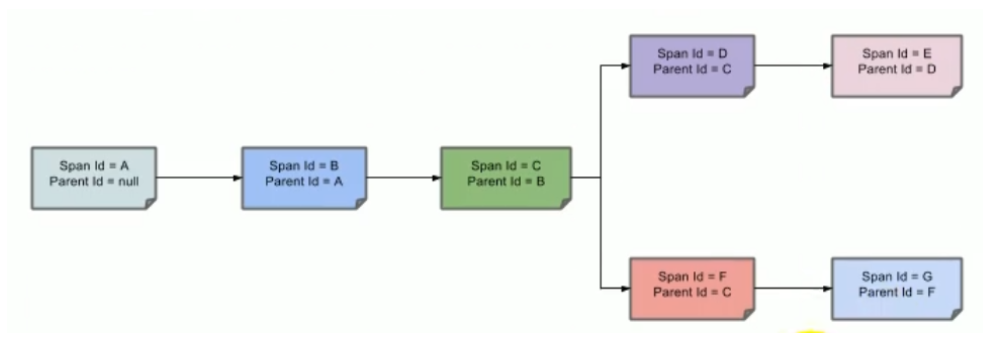 Span Id = D
Parent Id = C
Span Id = E
Parent Id = D
Span Id = A
Parent Id = null
Span Id = B
Parent Id = A
Span Id = C
Parent Id = B
Span Id = F
Parent Id = C
Span Id = G
Parent Id = F